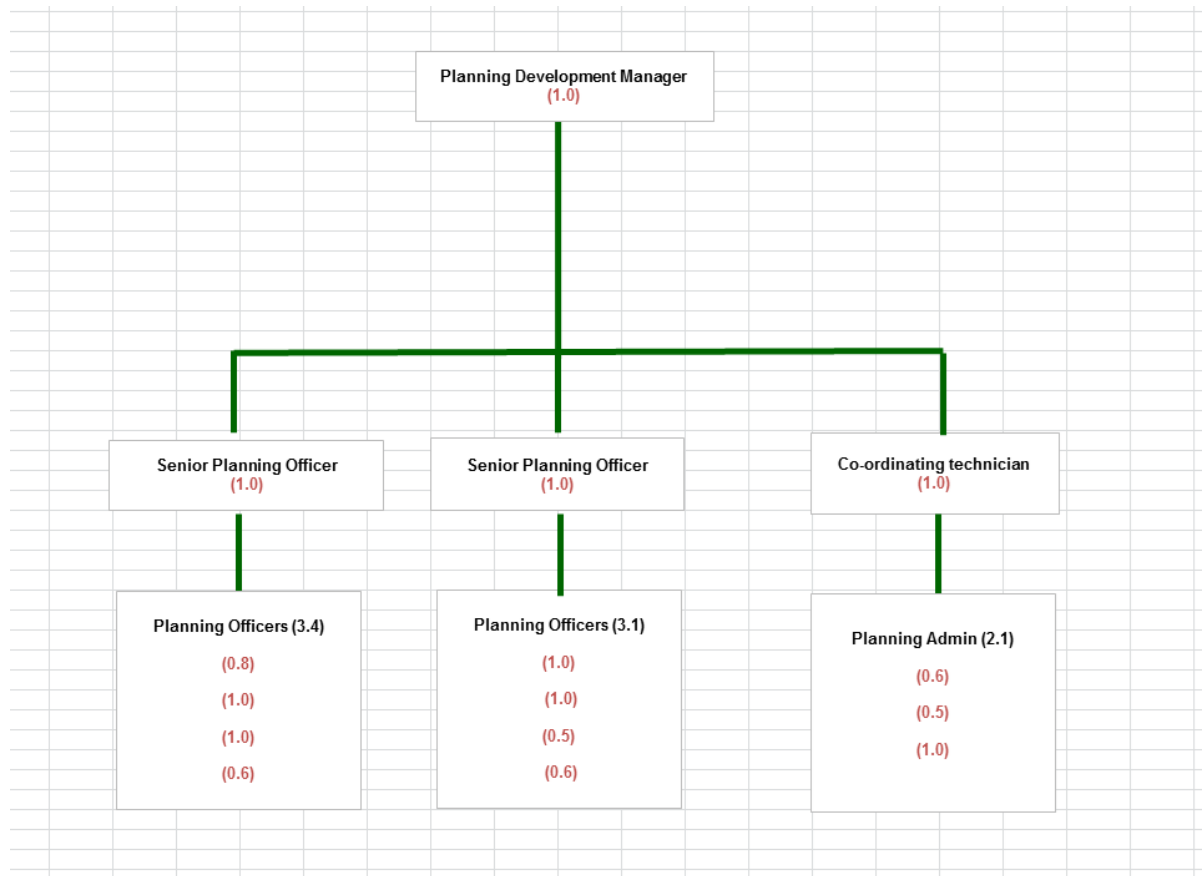 Planning Development Manager
(1.0)
Senior Planning Officer
(1.0)
Senior Planning Officer
(1.0)
Co-ordinating technician
(1.0)
Planning Officers (3.4)
(0.8)
(1.0)
(1.0)
(0.6)
Planning Officers (3.1)
(1.0)
(1.0)
(0.5)
(0.6)
Planning Admin (2.1)
(0.6)
(0.5)
(1.0)